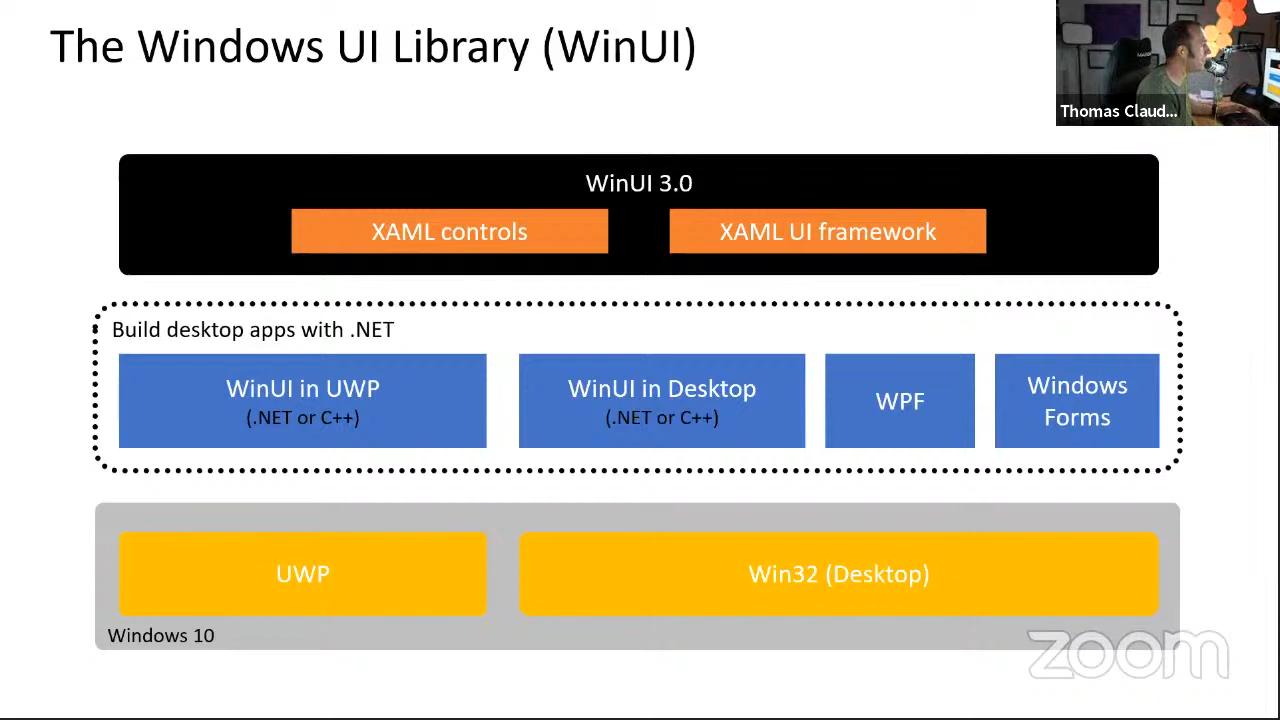 The Windows UI Library (WinUI)
Thomas Claud...
WinUI 3.0
XAML controls
XAML UI framework
Build desktop apps with .NET
WinUI in UWP
(.NET or C++)
WinUI in Desktop
(.NET or C++)
WPF
Windows
Forms
UWP
Win32 (Desktop)
Windows 10
zoom